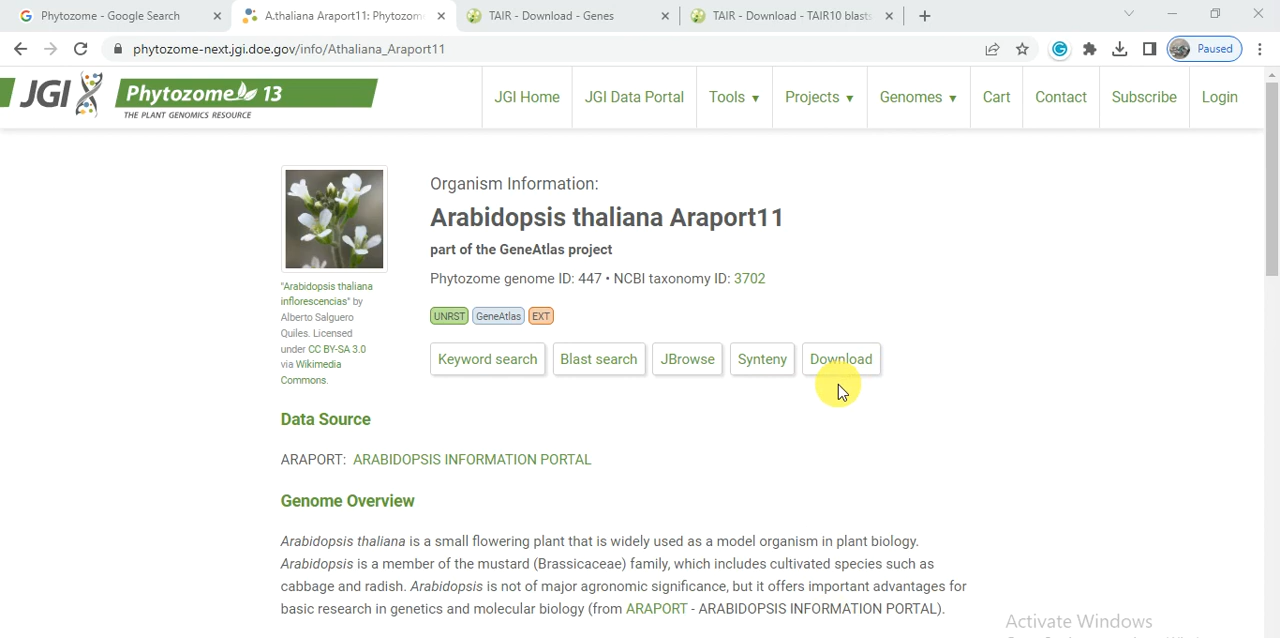 Phytozome - Google Search
A.thaliana Araport11: Phytozom
TAIR - Download - Genes
TAIR - Download - TAIR10 blasts
phytozome-next.jgi.doe.gov/info/Athaliana_Araport11
Paused
JGI
Phytozome 13
THE PLANT GENOMICS RESOURCE
JGI Home
JGI Data Portal
Tools ▼
Projects ▼
Genomes ▼
Cart
Contact
Subscribe
Login
"Arabidopsis thaliana
inflorescencias" by
Alberto Salguero
Quiles. Licensed
under CC BY-SA 3.0
via Wikimedia
Commons.
Organism Information:
Arabidopsis thaliana Araport11
part of the GeneAtlas project
Phytozome genome ID: 447 • NCBI taxonomy ID: 3702
UNRST GeneAtlas EXT
Keyword search Blast search JBrowse Synteny Download
Data Source
ARAPORT: ARABIDOPSIS INFORMATION PORTAL
Genome Overview
Arabidopsis thaliana is a small flowering plant that is widely used as a model organism in plant biology.
Arabidopsis is a member of the mustard (Brassicaceae) family, which includes cultivated species such as
cabbage and radish. Arabidopsis is not of major agronomic significance, but it offers important advantages for
basic research in genetics and molecular biology (from ARAPORT - ARABIDOPSIS INFORMATION PORTAL).
Activate Windows